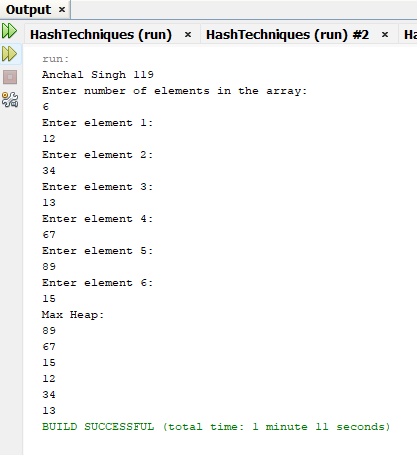 Output ×
HashTechniques (run) × HashTechniques (run) #2 × Ha
run:
Anchal Singh 119
Enter number of elements in the array:
6
Enter element 1:
12
Enter element 2:
34
Enter element 3:
13
Enter element 4:
67
Enter element 5:
89
Enter element 6:
15
Max Heap:
89
67
15
12
34
13
BUILD SUCCESSFUL (total time: 1 minute 11 seconds)